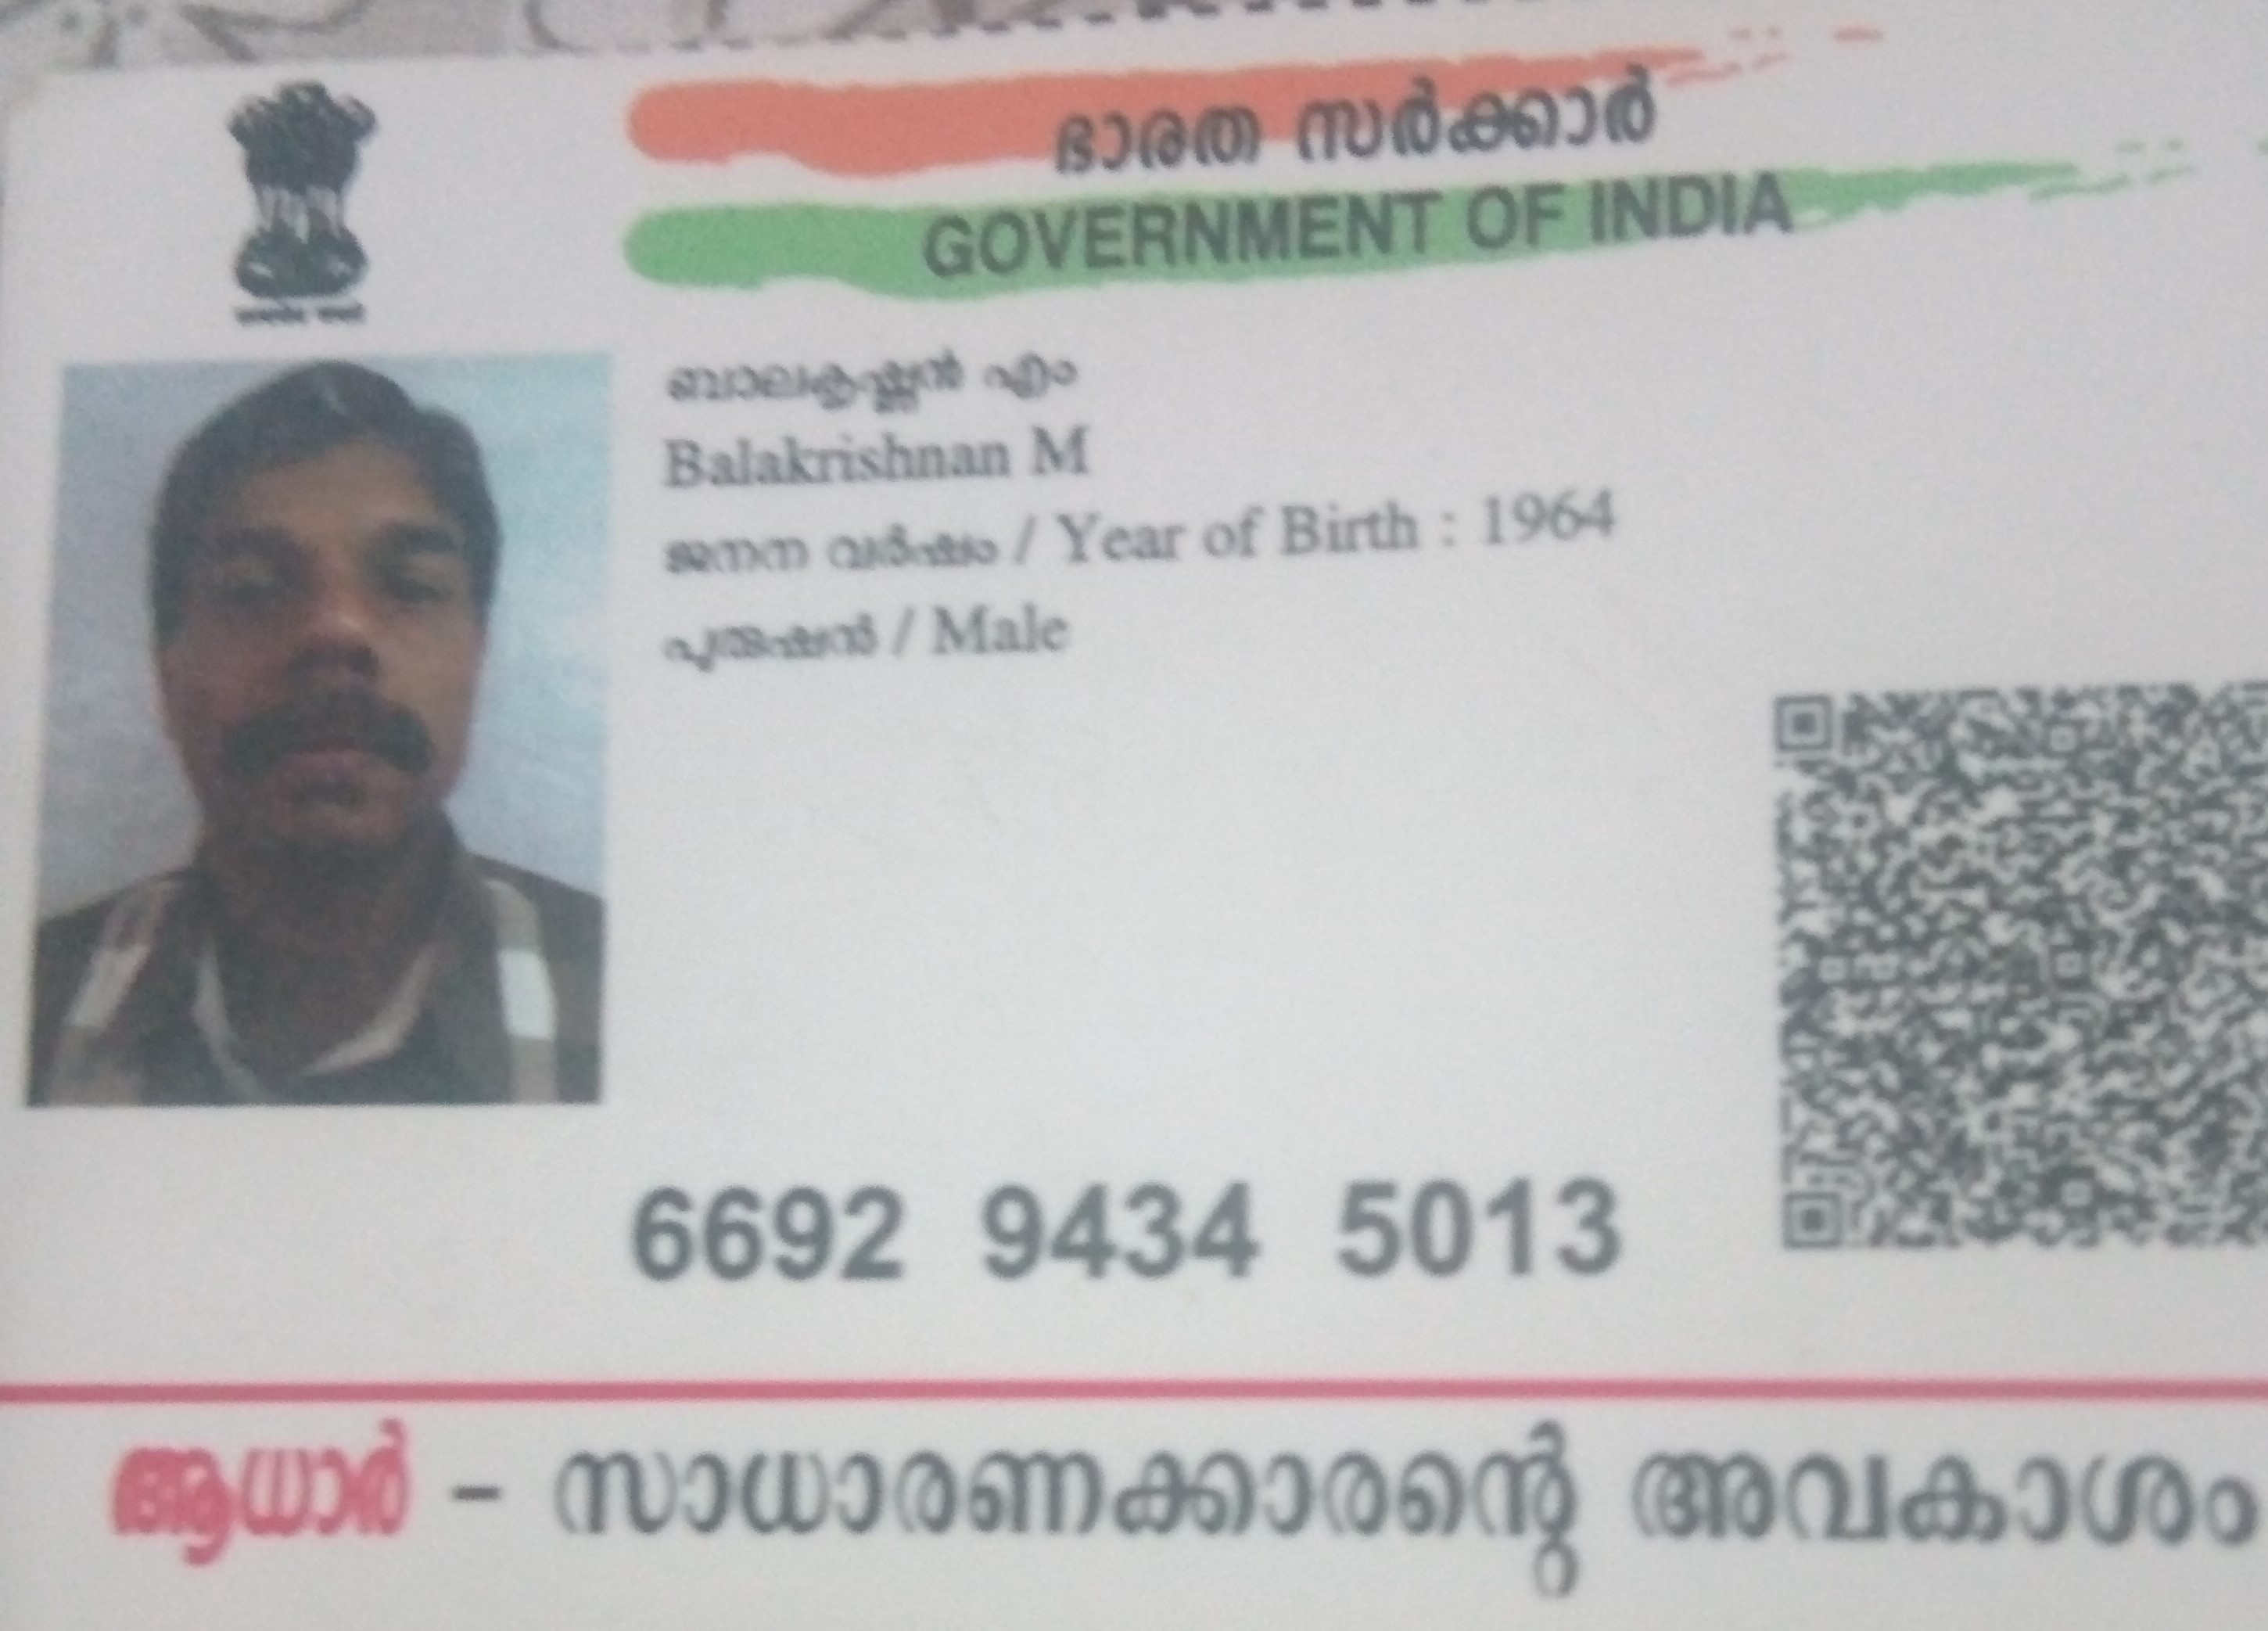 ഭാരത സർക്കാർ
GOVERNMENT OF INDIA
ബാലകൃഷ്ണൻ എം
Balakrishnan M
ജനന വർഷം / Year of Birth : 1964
പുരുഷൻ / Male
6692 9434 5013
ആധാർ – സാധാരണക്കാരന്റെ അവകാശം